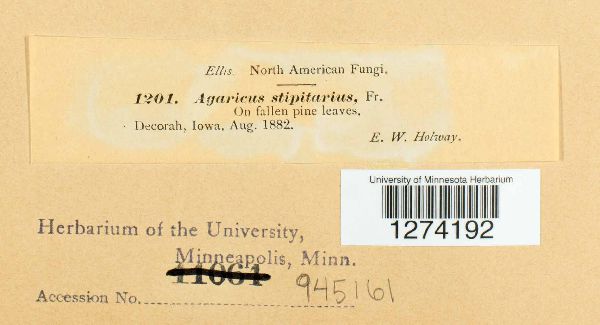 Ellis. North American Fungi.
1201. Agaricus stipitarius, Fr.
On fallen pine leaves,
Decorah, Iowa, Aug. 1882.
E. W. Holway.
University of Minnesota Herbarium
1274192
Herbarium of the University,
Minneapolis, Minn.
11061
Accession No. 945161